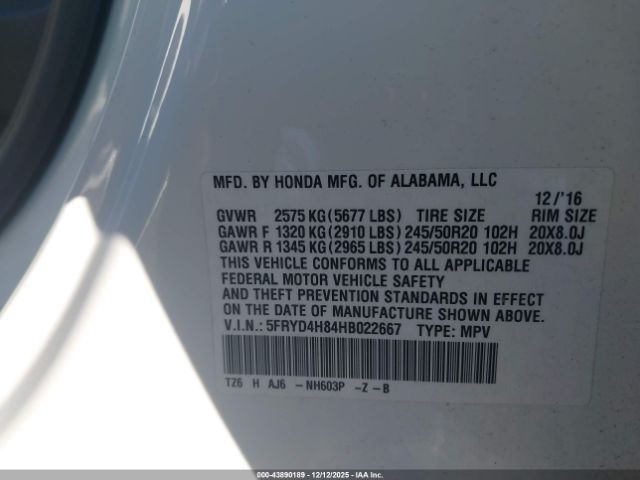 MFD. BY HONDA MFG. OF ALABAMA, LLC
12/'16
GVWR 2575 KG (5677 LBS) TIRE SIZE RIM SIZE
GAWR F 1320 KG (2910 LBS) 245/50R20 102H 20X8.0J
GAWR R 1345 KG (2965 LBS) 245/50R20 102H 20X8.0J
THIS VEHICLE CONFORMS TO ALL APPLICABLE
FEDERAL MOTOR VEHICLE SAFETY
AND THEFT PREVENTION STANDARDS IN EFFECT
ON THE DATE OF MANUFACTURE SHOWN ABOVE.
V.I.N.: 5FRYD4H84HB022667 TYPE: MPV
TZ6 H AJ6 - NH603P - Z - B
00-43890189 - 12/12/2025 - IAAI.COM